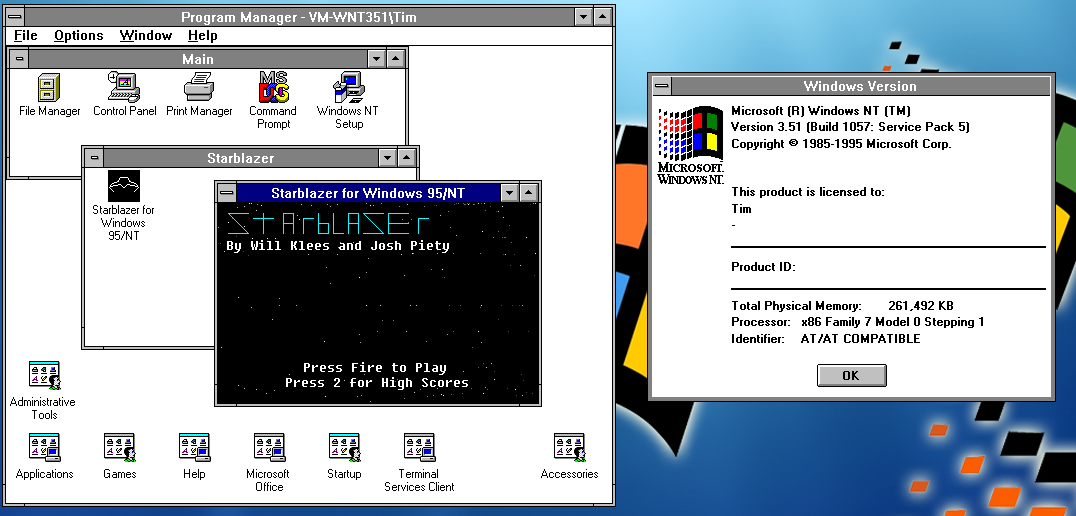 Program Manager - VM-WNT351\Tim
File Options Window Help
Main
File Manager
Control Panel
Print Manager
MS DOS
Command
Prompt
Windows NT
Setup
Starblazer
Starblazer for
Windows
95/NT
Starblazer for Windows 95/NT
StArbLAZEr
By Will Klees and Josh Piety
Press Fire to Play
Press 2 for High Scores
Administrative
Tools
Applications
Games
Help
Microsoft
Office
Startup
Terminal
Services Client
Accessories
Windows Version
MICROSOFT.
WINDOWS NT.
Microsoft (R) Windows NT (TM)
Version 3.51 (Build 1057: Service Pack 5)
Copyright © 1985-1995 Microsoft Corp.
This product is licensed to:
Tim
-
Product ID:
Total Physical Memory: 261,492 KB
Processor: x86 Family 7 Model 0 Stepping 1
Identifier: AT/AT COMPATIBLE
OK